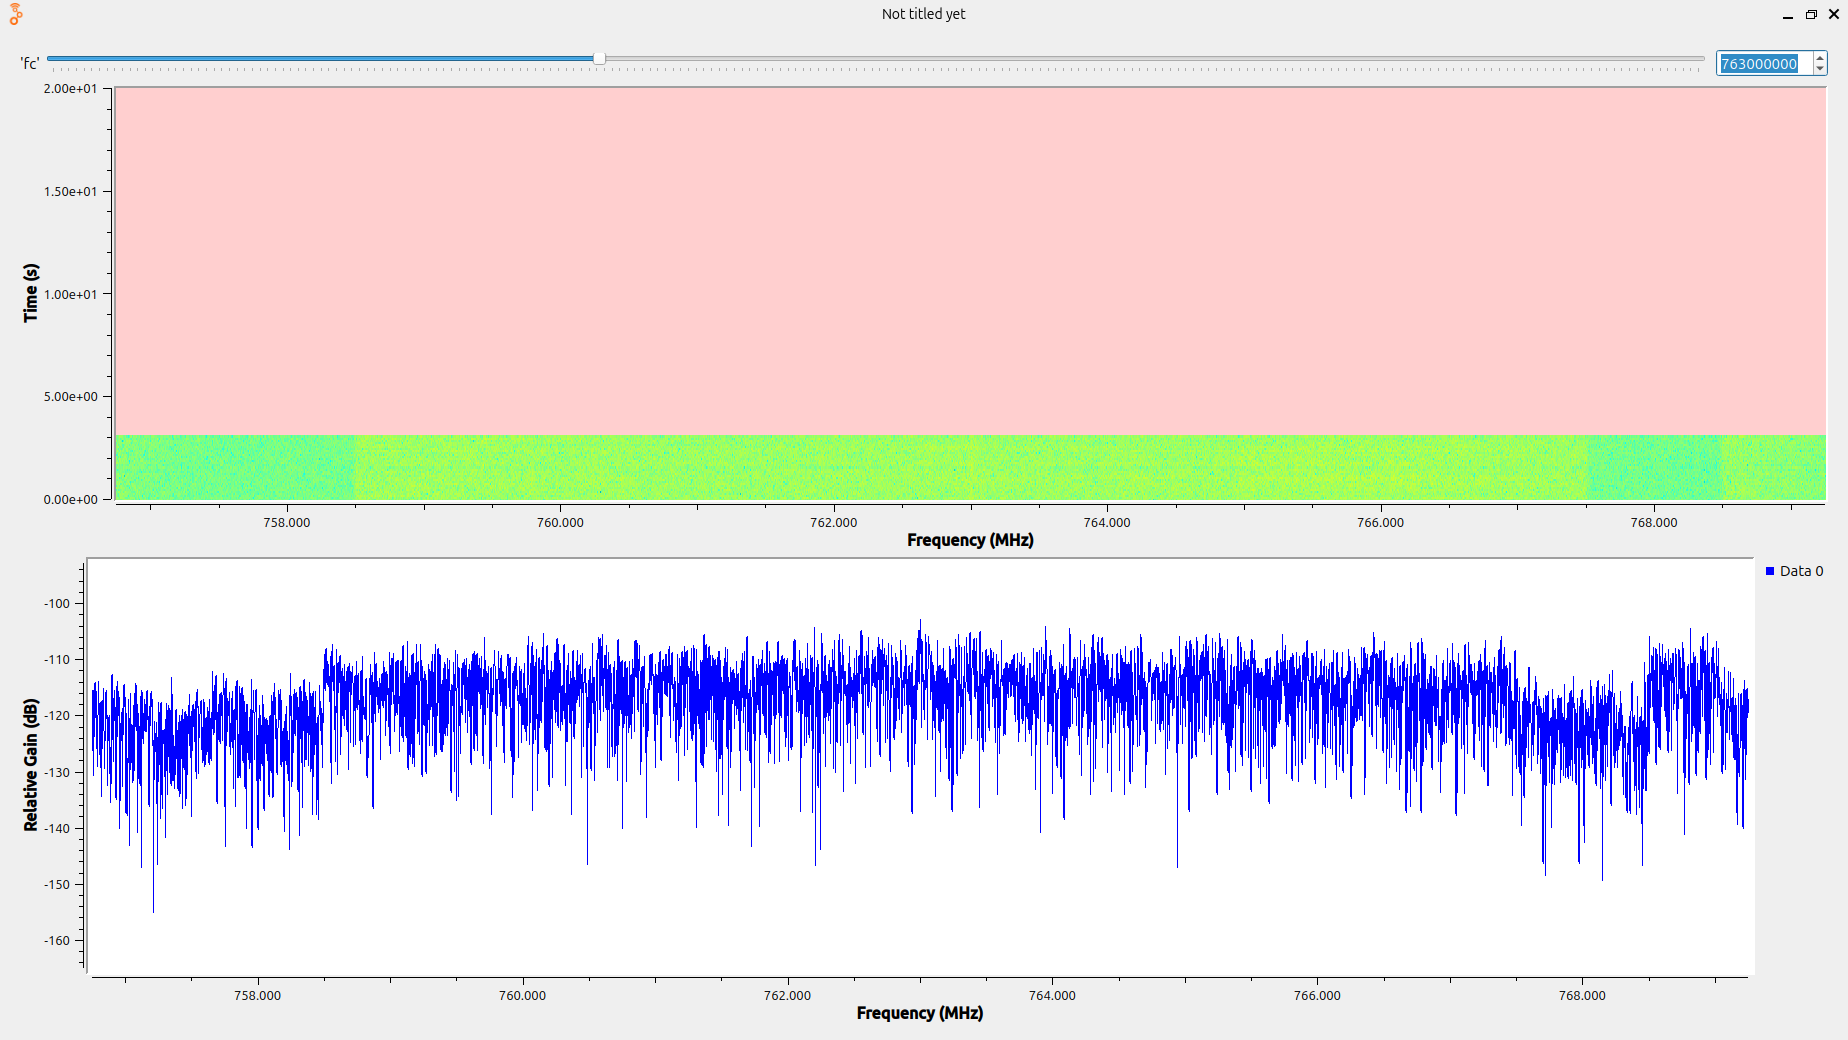 Not titled yet
'fc'
763000000
2.00e+01
1.50e+01
1.00e+01
5.00e+00
0.00e+00
Time (s)
758.000 760.000 762.000 764.000 766.000 768.000
Frequency (MHz)
Data 0
-100
-110
-120
-130
-140
-150
-160
Relative Gain (dB)
758.000 760.000 762.000 764.000 766.000 768.000
Frequency (MHz)